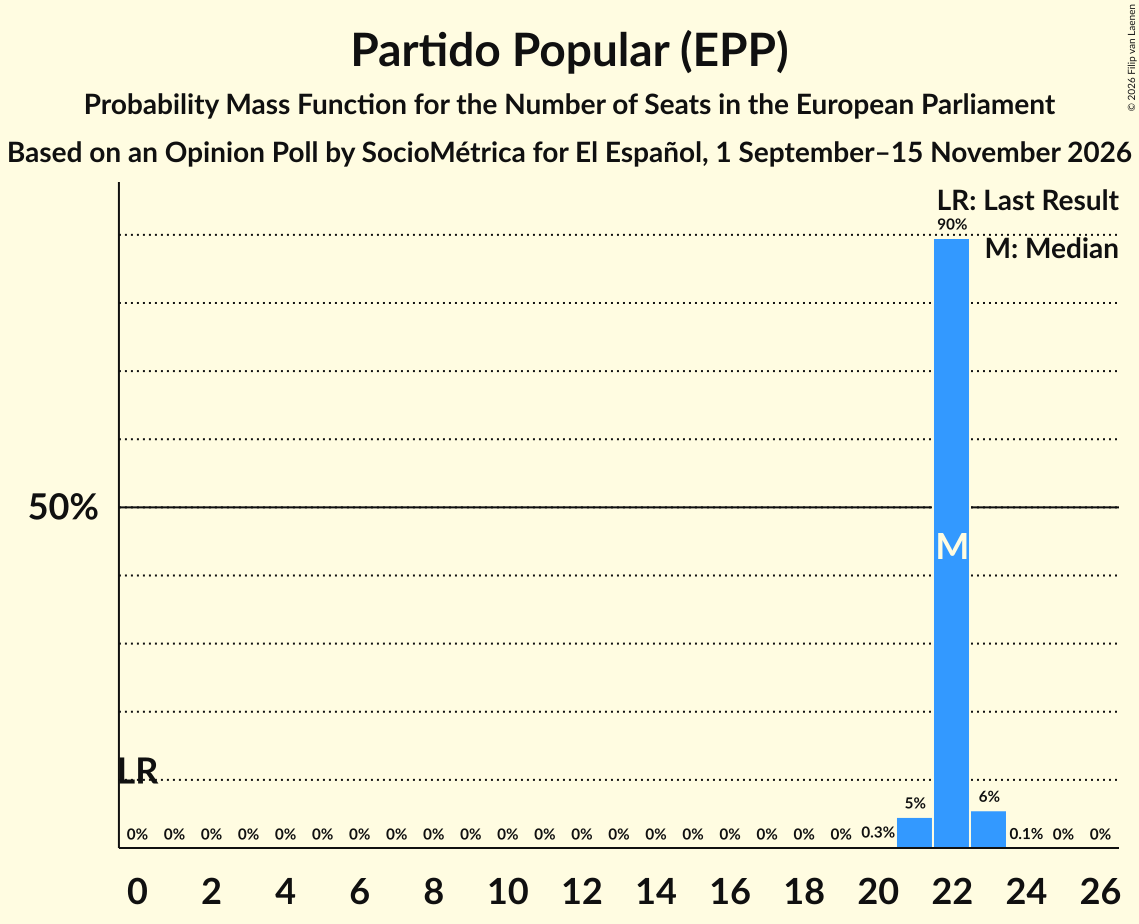 Partido Popular (EPP)
Probability Mass Function for the Number of Seats in the European Parliament
Based on an Opinion Poll by SocioMétrica for El Español, 1 September–15 November 2026
© 2026 Filip van Laenen
LR: Last Result
90%
M: Median
50%
M
LR
0% 0% 0% 0% 0% 0% 0% 0% 0% 0% 0% 0% 0% 0% 0% 0% 0% 0% 0% 0% 0.3% 5% 6% 0.1% 0% 0%
0 2 4 6 8 10 12 14 16 18 20 22 24 26